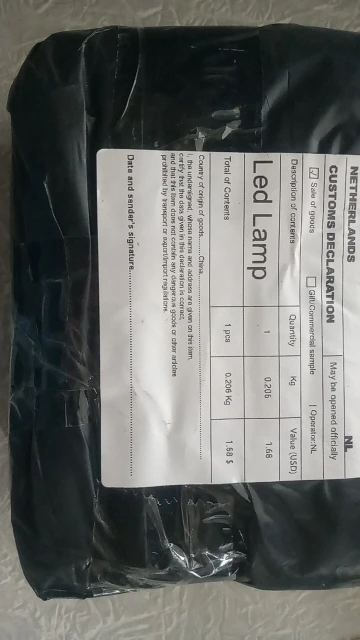 NETHERLANDS NL
CUSTOMS DECLARATION May be opened officially
☑ Sale of goods ☐ Gift/Commercial sample | Operator:NL
Description of contents Quantity Kg Value (USD)
Led Lamp 1 0.206 1.68
Total of Contents 1 pcs 0.206 Kg 1.68 $
Country of origin of goods.........China.........
I, the undersigned, whose name and address are given on this item,
certify that the data given in this declaration is correct
and that this item does not contain any dangerous goods or other articles
prohibited by transport or export/import regulations.
Date and sender's signature.........